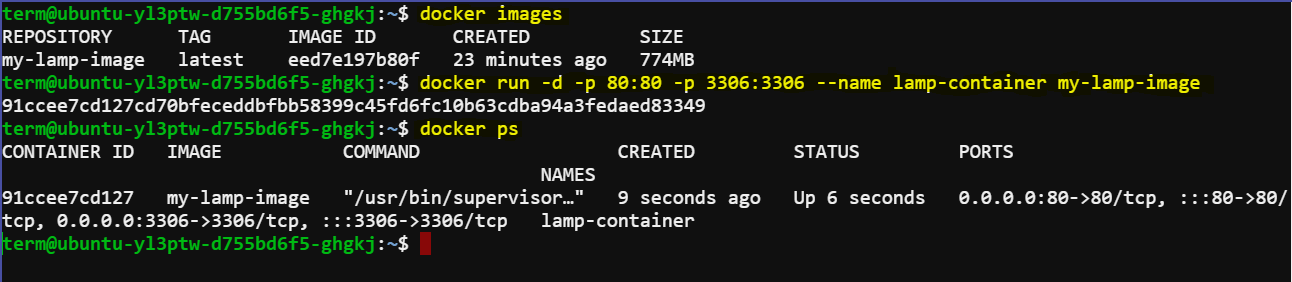 term@ubuntu-yl3ptw-d755bd6f5-ghgkj:~$ docker images
REPOSITORY      TAG       IMAGE ID       CREATED          SIZE
my-lamp-image   latest    eed7e197b80f   23 minutes ago   774MB
term@ubuntu-yl3ptw-d755bd6f5-ghgkj:~$ docker run -d -p 80:80 -p 3306:3306 --name lamp-container my-lamp-image
91ccee7cd127cd70bfeceddbfbb58399c45fd6fc10b63cdba94a3fedaed83349
term@ubuntu-yl3ptw-d755bd6f5-ghgkj:~$ docker ps
CONTAINER ID   IMAGE           COMMAND                  CREATED         STATUS         PORTS
NAMES
91ccee7cd127   my-lamp-image   "/usr/bin/supervisor…"   9 seconds ago   Up 6 seconds   0.0.0.0:80->80/tcp, :::80->80/
tcp, 0.0.0.0:3306->3306/tcp, :::3306->3306/tcp   lamp-container
term@ubuntu-yl3ptw-d755bd6f5-ghgkj:~$